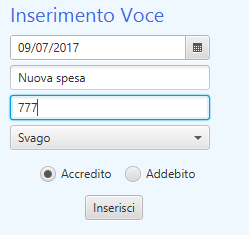 Inserimento Voce
09/07/2017
Nuova spesa
777
Svago
Accredito Addebito
Inserisci